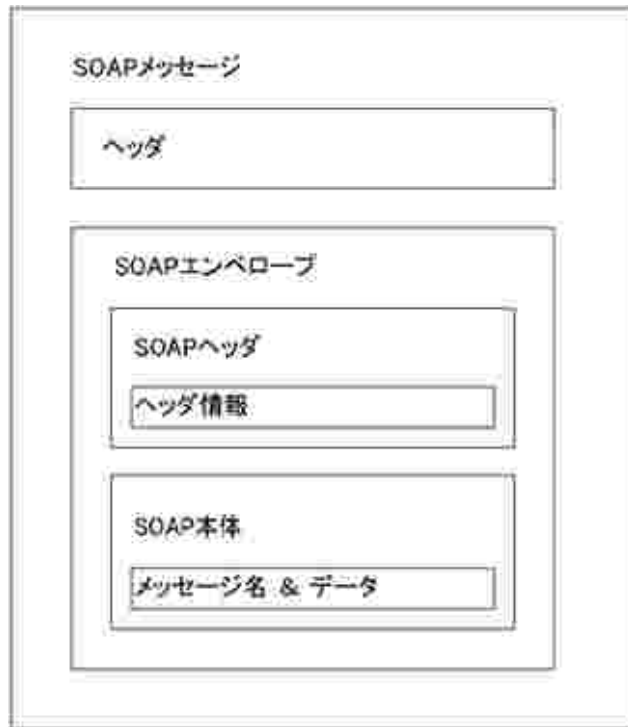 SOAPメッセージ
ヘッダ
SOAPエンベロープ
SOAPヘッダ
ヘッダ情報
SOAP本体
メッセージ名 & データ